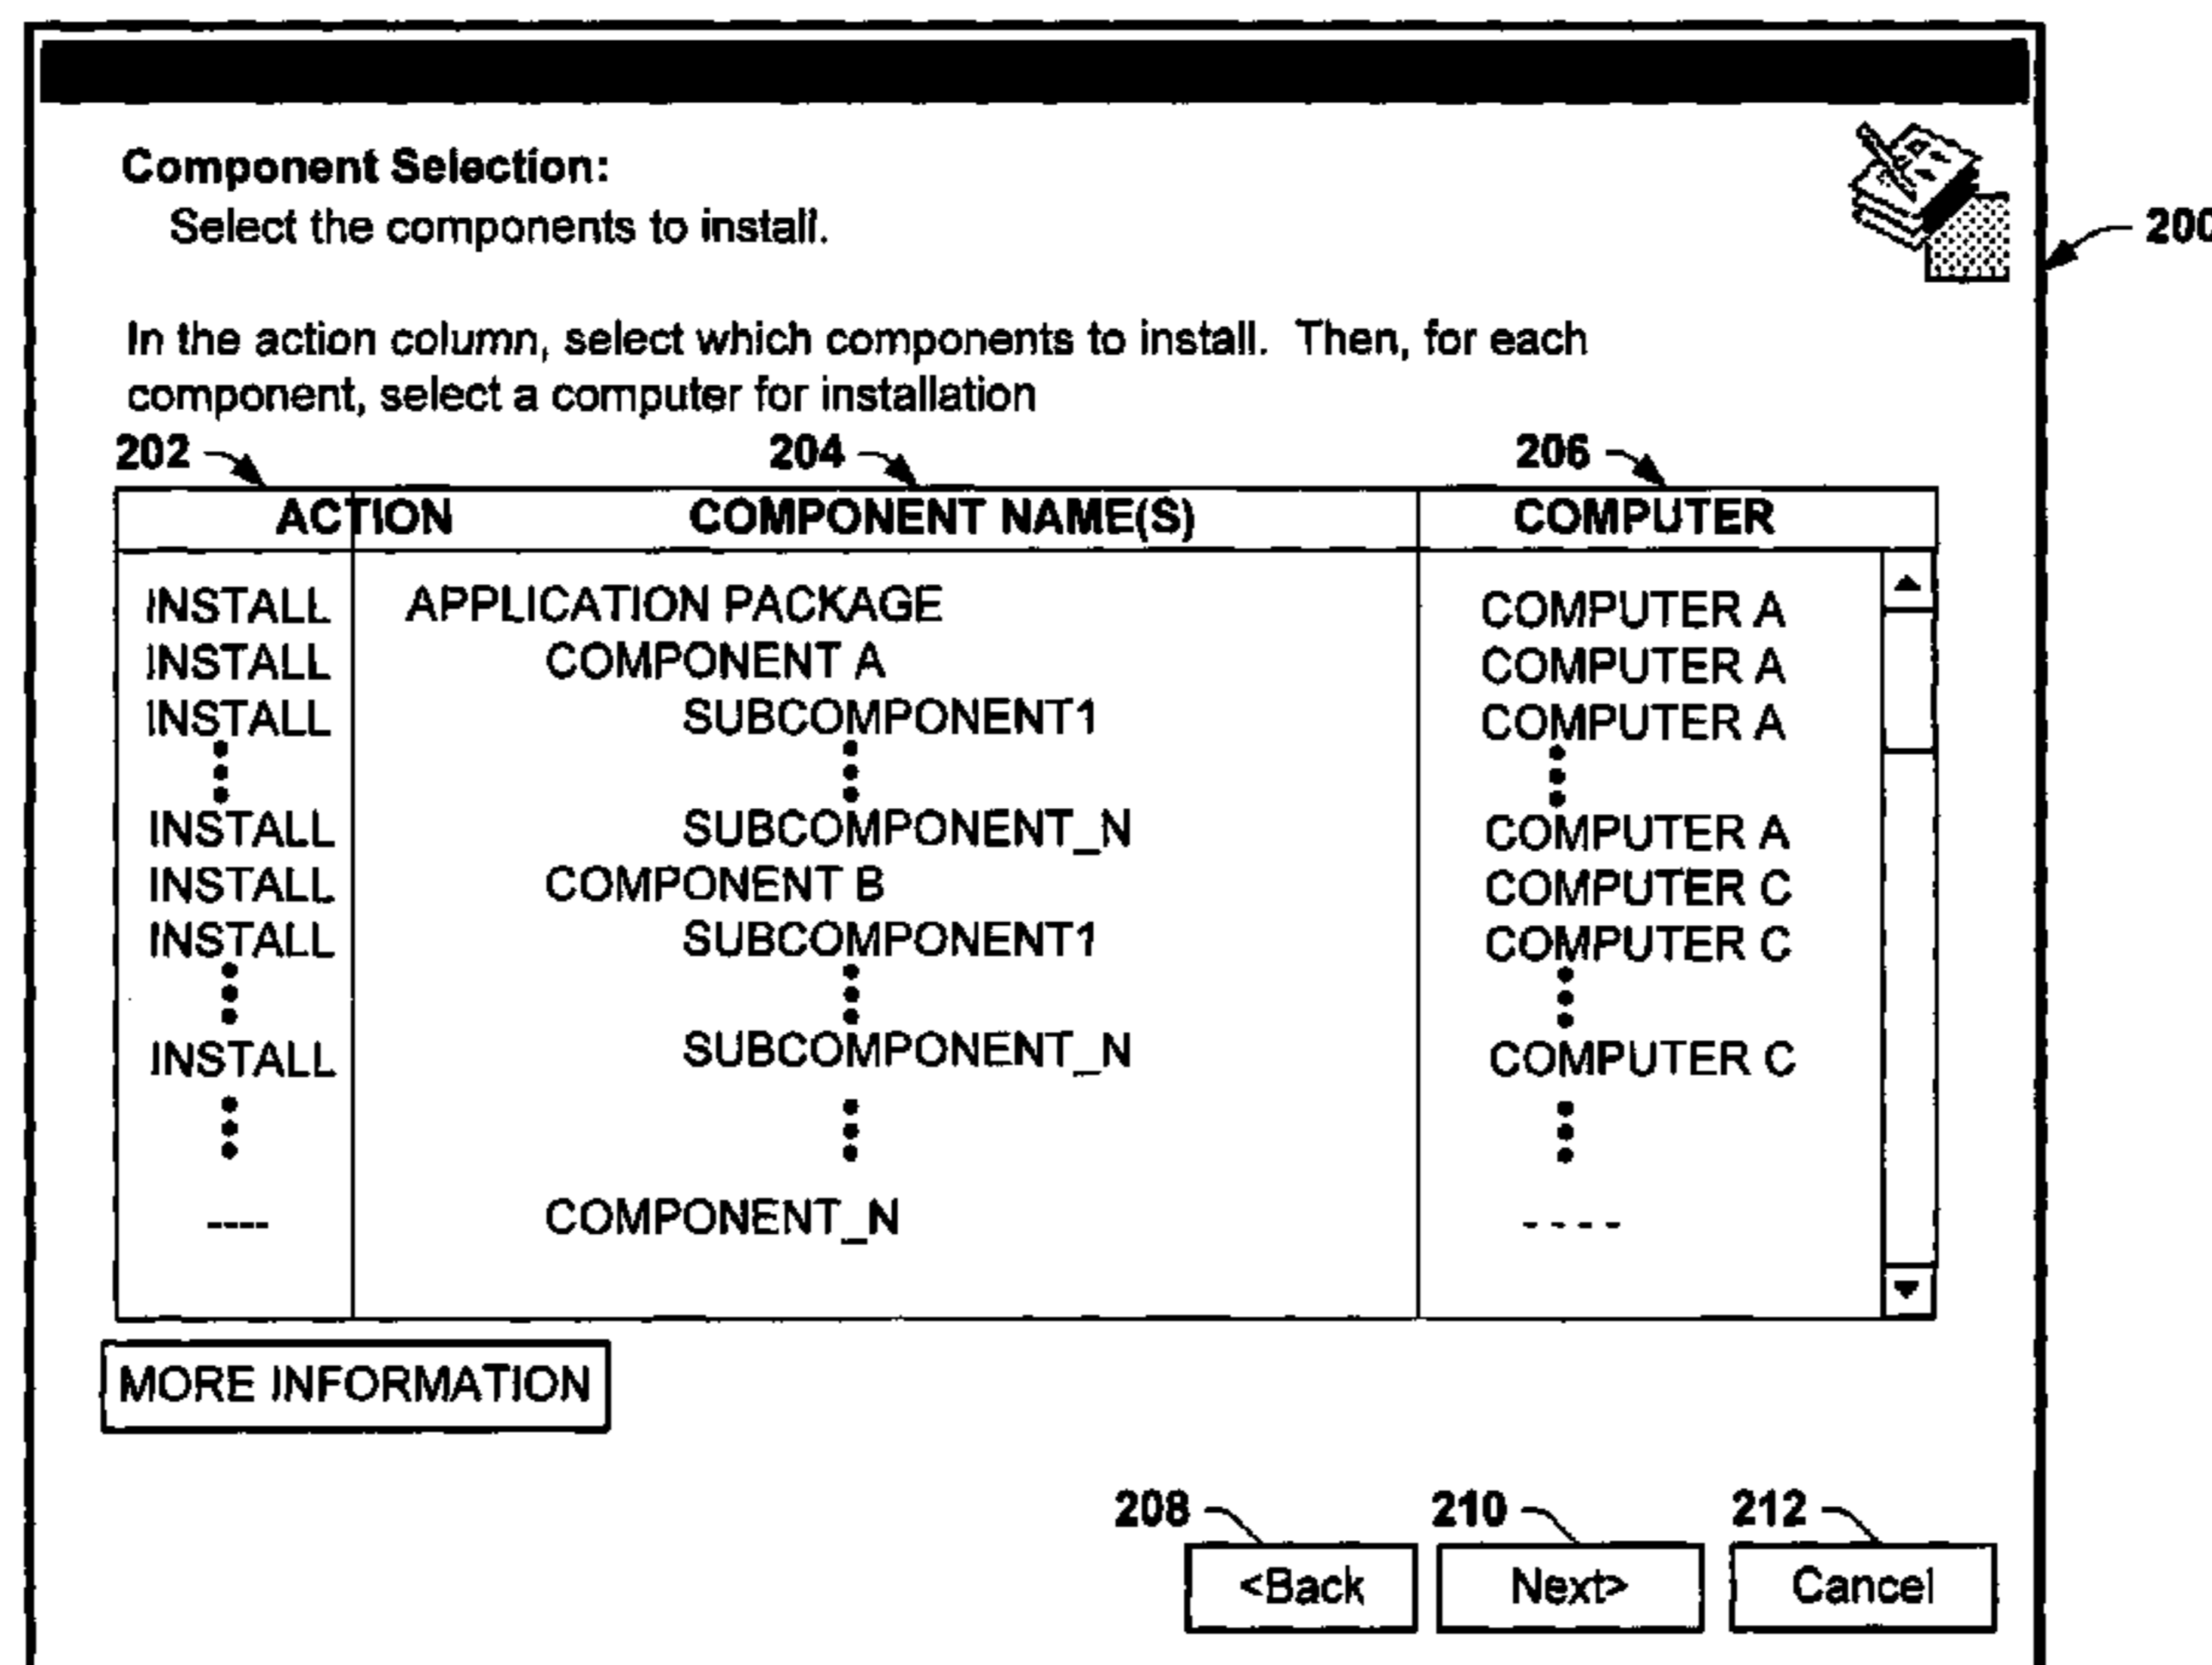 Component Selection:
Select the components to install.
200
In the action column, select which components to install. Then, for each
component, select a computer for installation
202 204 206
ACTION COMPONENT NAME(S) COMPUTER
INSTALL APPLICATION PACKAGE COMPUTER A
INSTALL COMPONENT A COMPUTER A
INSTALL SUBCOMPONENT1 COMPUTER A
INSTALL SUBCOMPONENT_N COMPUTER A
INSTALL COMPONENT B COMPUTER C
INSTALL SUBCOMPONENT1 COMPUTER C
INSTALL SUBCOMPONENT_N COMPUTER C
---- COMPONENT_N ----
MORE INFORMATION
208 210 212
<Back Next> Cancel